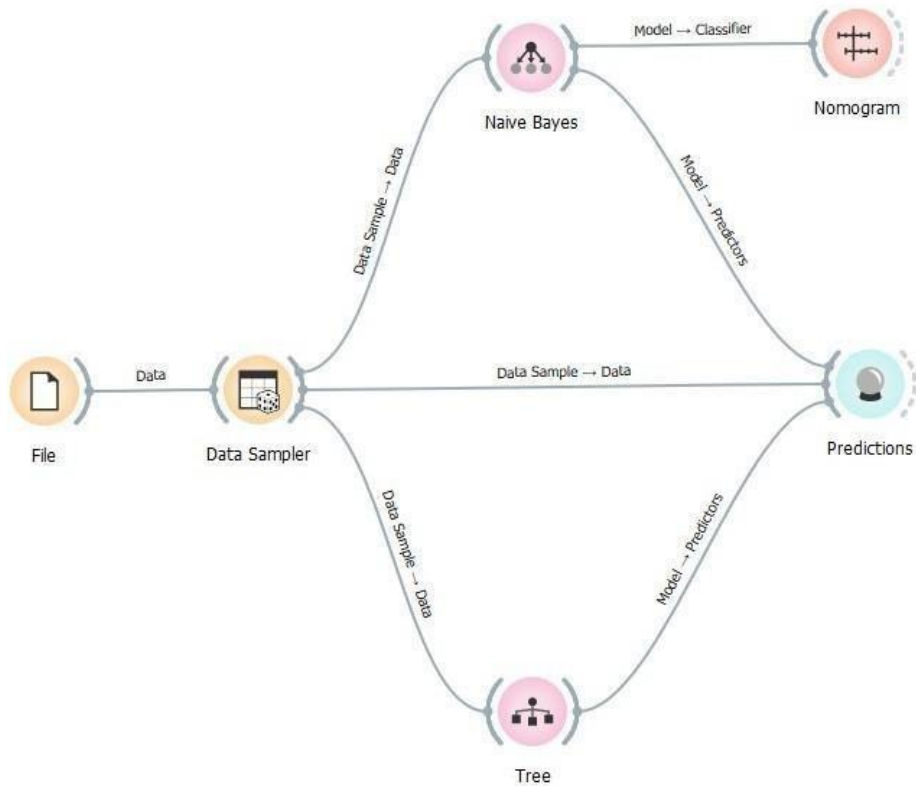 Model → Classifier
Naive Bayes
Nomogram
Data Sample → Data
Model → Predictors
Data
Data Sample → Data
File
Data Sampler
Predictions
Data Sample → Data
Model → Predictors
Tree